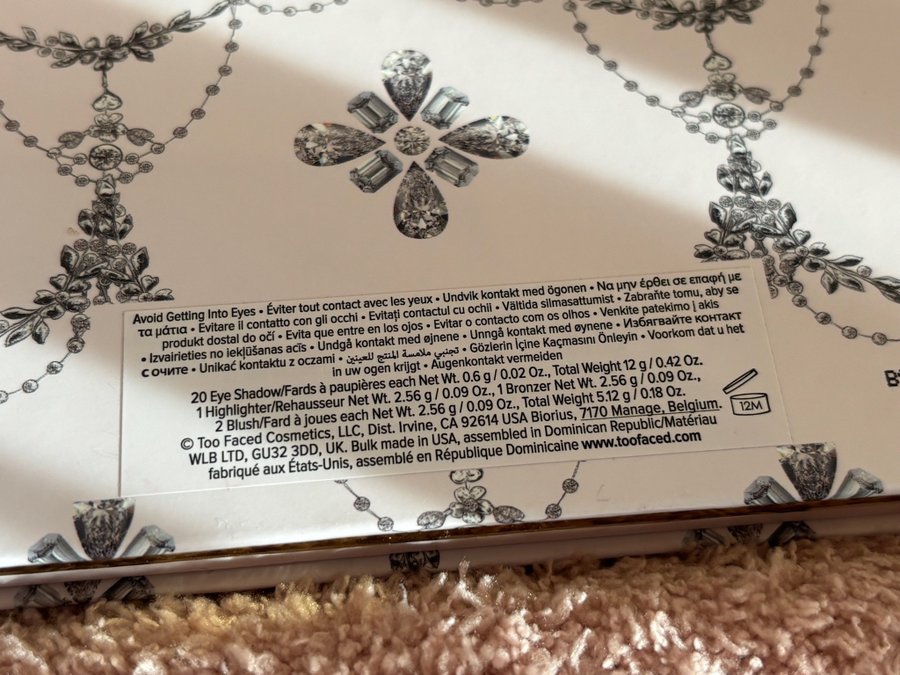 Avoid Getting Into Eyes • Éviter tout contact avec les yeux • Undvik kontakt med ögonen • Να μην έρθει σε επαφή με
τα μάτια • Evitare il contatto con gli occhi • Evitați contactul cu ochii • Vältida silmasattumist • Zabraňte tomu, aby se
produkt dostal do očí • Evita que entre en los ojos • Evitar o contacto com os olhos • Venkite patekimo į akis
• Izvairieties no iekļūšanas acīs • Undgå kontakt med øjnene • Unngå kontakt med øynene • Избягвайте контакт
с очите • Unikać kontaktu z oczami • تجنبي ملامسة المنتج للعينين • Gözlerin İçine Kaçmasını Önleyin • Voorkom dat u het
in uw ogen krijgt • Augenkontakt vermeiden
20 Eye Shadow/Fards à paupières each Net Wt. 0.6 g / 0.02 Oz., Total Weight 12 g / 0.42 Oz.
1 Highlighter/Rehausseur Net Wt. 2.56 g / 0.09 Oz., 1 Bronzer Net Wt. 2.56 g / 0.09 Oz.,
2 Blush/Fard à joues each Net Wt. 2.56 g / 0.09 Oz., Total Weight 5.12 g / 0.18 Oz.
© Too Faced Cosmetics, LLC, Dist. Irvine, CA 92614 USA Biorius, 7170 Manage, Belgium.
WLB LTD, GU32 3DD, UK. Bulk made in USA, assembled in Dominican Republic/Matériau
fabriqué aux États-Unis, assemblé en République Dominicaine www.toofaced.com
12M